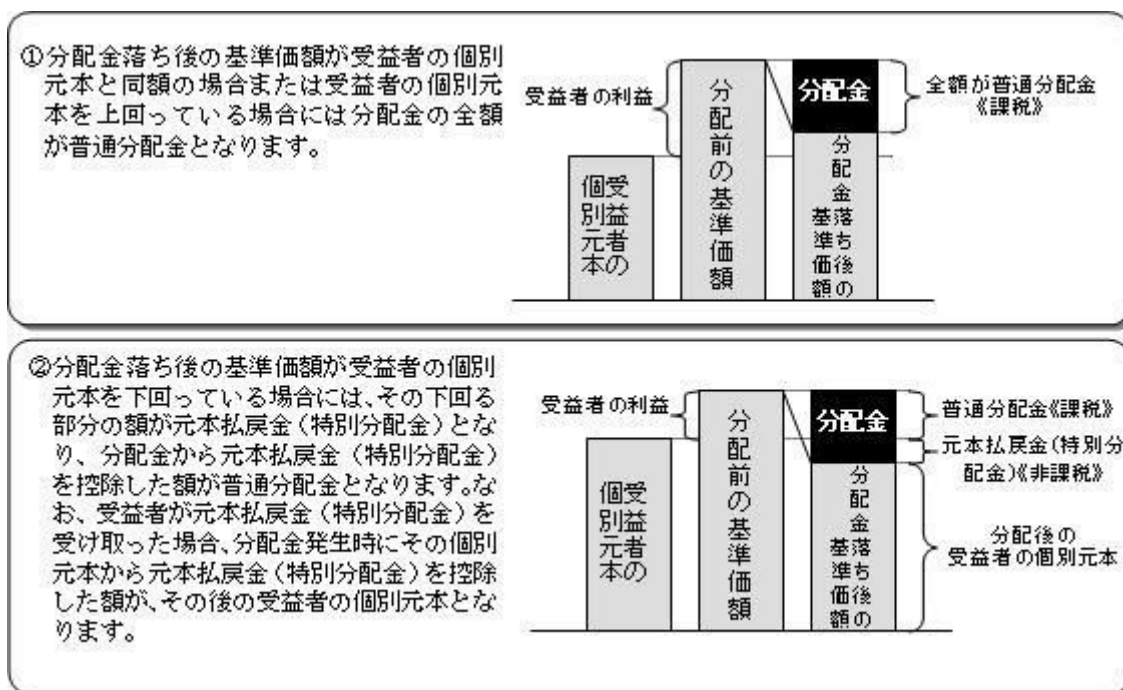 ①分配金落ち後の基準価額が受益者の個別
元本と同額の場合または受益者の個別元
本を上回っている場合には分配金の全額
が普通分配金となります。
受益者の利益
受益者の
個別元本
分配前の基準価額
分配金
分配金落ち後の
基準価額
全額が普通分配金
《課税》
②分配金落ち後の基準価額が受益者の個別
元本を下回っている場合には、その下回る
部分の額が元本払戻金(特別分配金)とな
り、分配金から元本払戻金(特別分配金)
を控除した額が普通分配金となります。な
お、受益者が元本払戻金(特別分配金)を
受け取った場合、分配金発生時にその個別
元本から元本払戻金(特別分配金)を控除
した額が、その後の受益者の個別元本とな
ります。
受益者の利益
受益者の
個別元本
分配前の基準価額
分配金
分配金落ち後の
基準価額
普通分配金《課税》
元本払戻金(特別分
配金)《非課税》
分配後の
受益者の個別元本